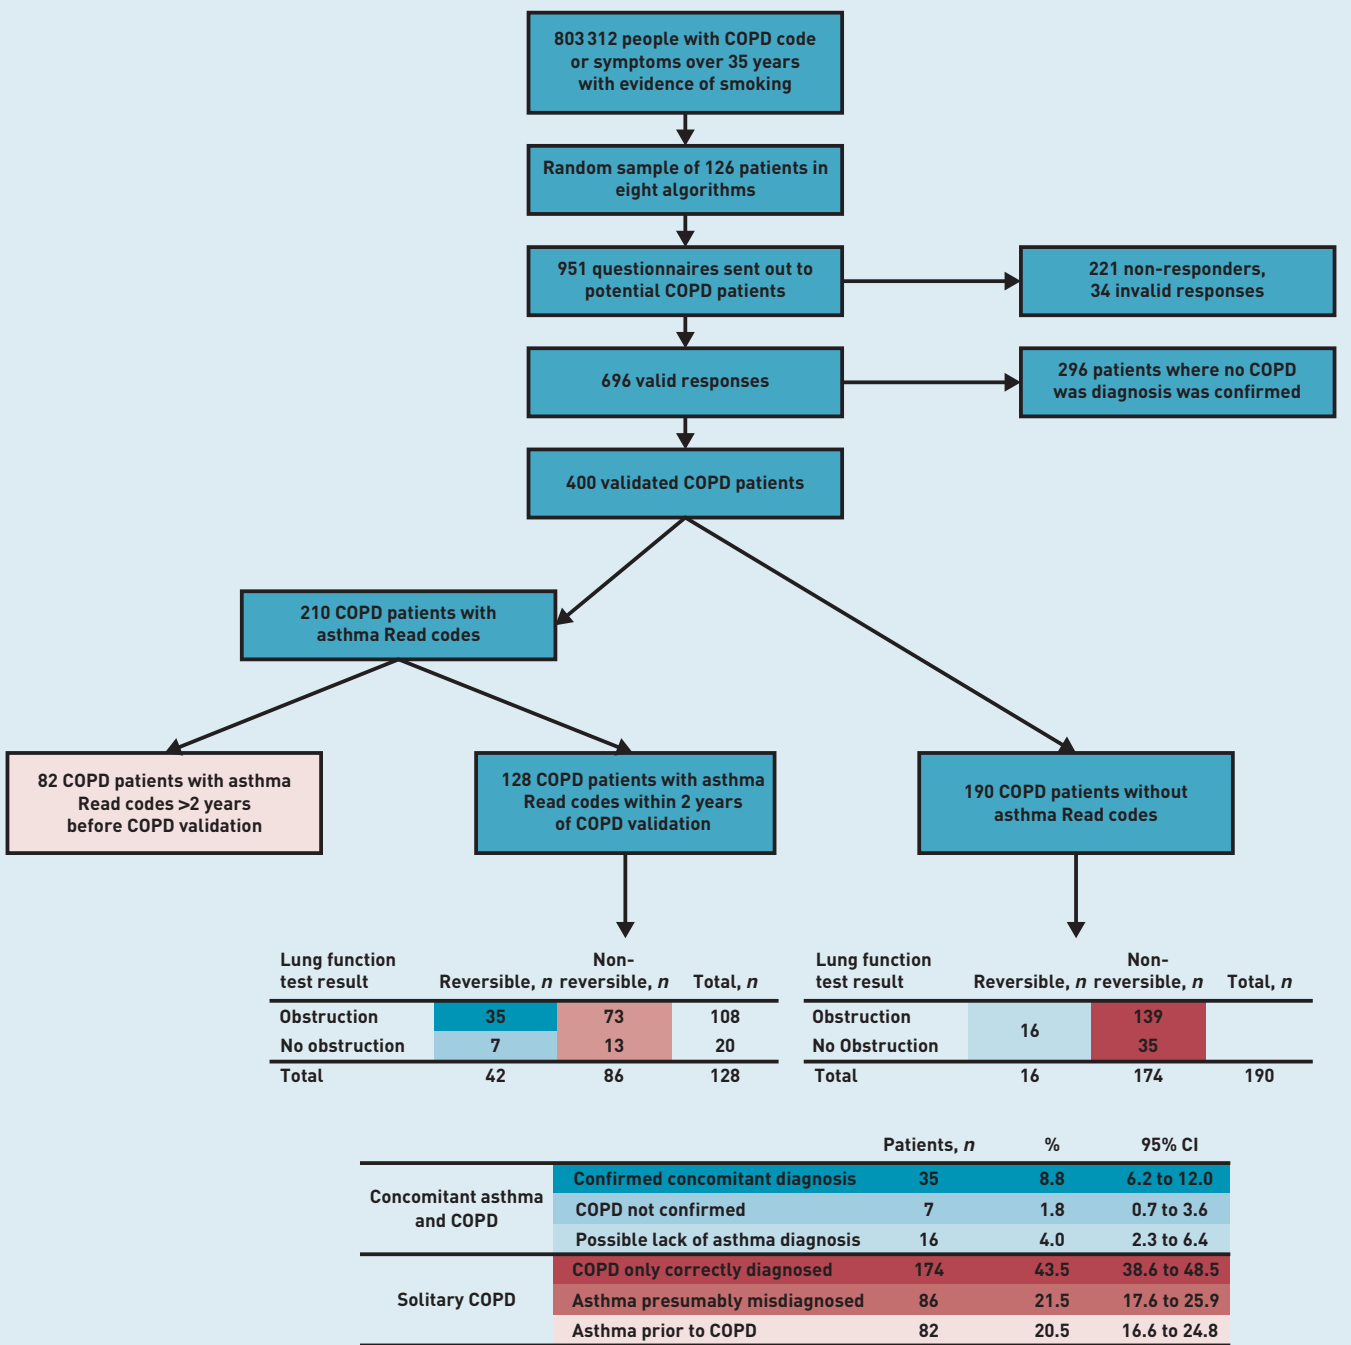 803 312 people with COPD code
or symptoms over 35 years
with evidence of smoking
Random sample of 126 patients in
eight algorithms
951 questionnaires sent out to
potential COPD patients
221 non-responders,
34 invalid responses
696 valid responses
296 patients where no COPD
was diagnosis was confirmed
400 validated COPD patients
210 COPD patients with
asthma Read codes
82 COPD patients with asthma
Read codes >2 years
before COPD validation
128 COPD patients with asthma
Read codes within 2 years
of COPD validation
190 COPD patients without
asthma Read codes
Lung function
test result Reversible, n Non-
reversible, n Total, n
Obstruction 35 73 108
No obstruction 7 13 20
Total 42 86 128
Lung function
test result Reversible, n Non-
reversible, n Total, n
Obstruction 16 139
No Obstruction 35
Total 16 174 190
Patients, n % 95% CI
Concomitant asthma
and COPD
Confirmed concomitant diagnosis 35 8.8 6.2 to 12.0
COPD not confirmed 7 1.8 0.7 to 3.6
Possible lack of asthma diagnosis 16 4.0 2.3 to 6.4
Solitary COPD
COPD only correctly diagnosed 174 43.5 38.6 to 48.5
Asthma presumably misdiagnosed 86 21.5 17.6 to 25.9
Asthma prior to COPD 82 20.5 16.6 to 24.8